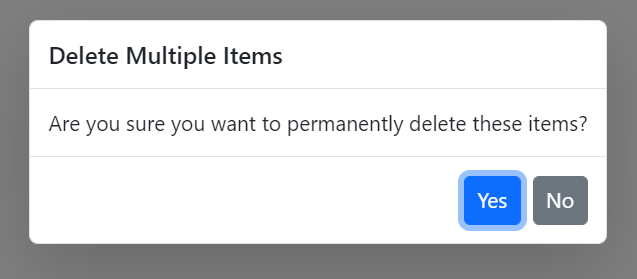 Delete Multiple Items
Are you sure you want to permanently delete these items?
Yes No